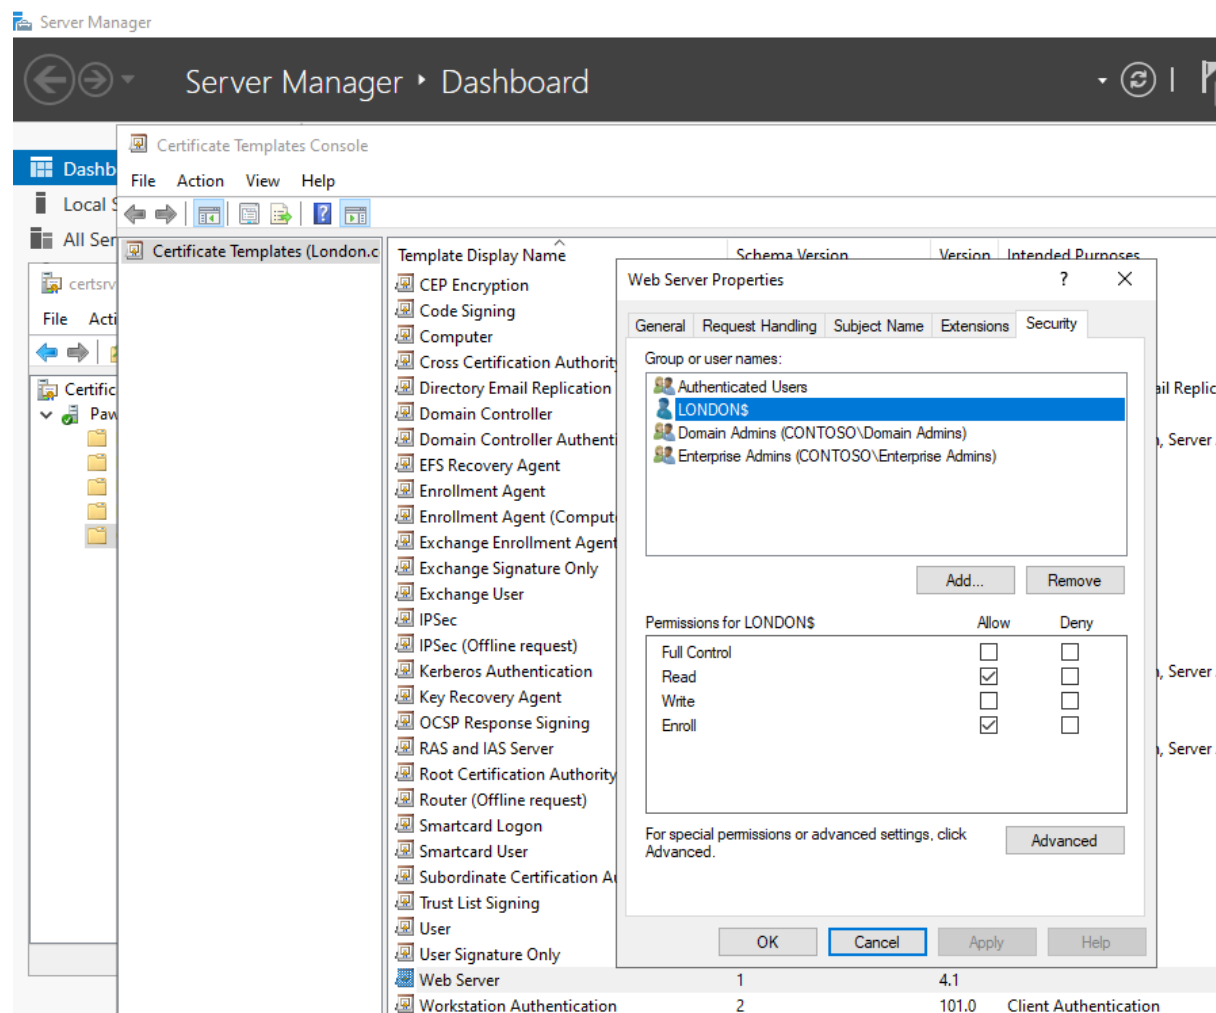 Server Manager
Server Manager ‣ Dashboard
Certificate Templates Console
Dashb
File Action View Help
Local S
All Ser
Certificate Templates (London.c
Template Display Name Schema Version Version Intended Purposes
certsrv
File Acti
Certific
Paw
CEP Encryption
Code Signing
Computer
Cross Certification Authorit
Directory Email Replication
ail Replic
Domain Controller
Domain Controller Authenti
, Server
EFS Recovery Agent
Enrollment Agent
Enrollment Agent (Comput
Exchange Enrollment Agent
Exchange Signature Only
Exchange User
IPSec
IPSec (Offline request)
Kerberos Authentication
, Server
Key Recovery Agent
OCSP Response Signing
RAS and IAS Server
, Server
Root Certification Authority
Router (Offline request)
Smartcard Logon
Smartcard User
Subordinate Certification Au
Trust List Signing
User
User Signature Only
Web Server 1 4.1
Workstation Authentication 2 101.0 Client Authentication
Web Server Properties ?
General Request Handling Subject Name Extensions Security
Group or user names:
Authenticated Users
LONDON$
Domain Admins (CONTOSO\Domain Admins)
Enterprise Admins (CONTOSO\Enterprise Admins)
Add... Remove
Permissions for LONDON$ Allow Deny
Full Control
Read
Write
Enroll
For special permissions or advanced settings, click
Advanced.
Advanced
OK Cancel Apply Help